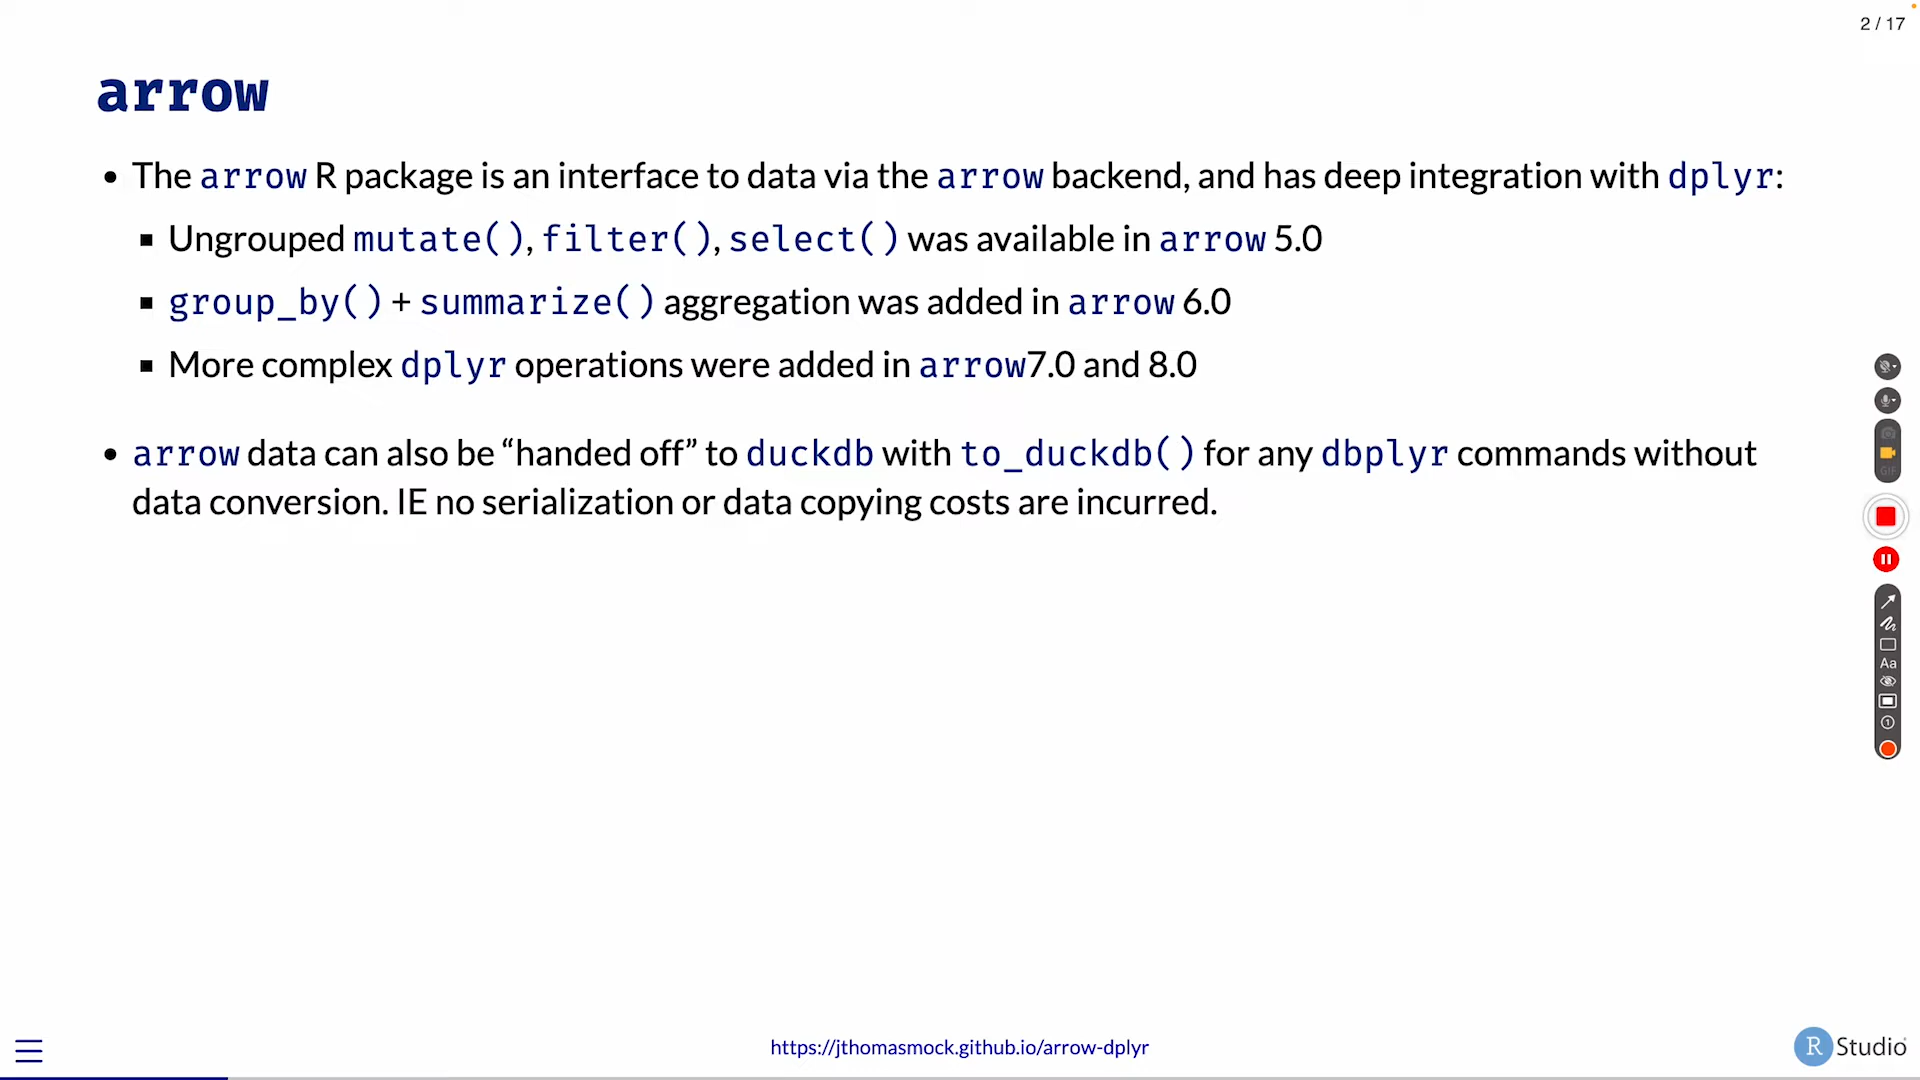 2 / 17
arrow
• The arrow R package is an interface to data via the arrow backend, and has deep integration with dplyr:
▪ Ungrouped mutate(), filter(), select() was available in arrow 5.0
▪ group_by() + summarize() aggregation was added in arrow 6.0
▪ More complex dplyr operations were added in arrow7.0 and 8.0
• arrow data can also be “handed off” to duckdb with to_duckdb() for any dbplyr commands without
data conversion. IE no serialization or data copying costs are incurred.
GIF
Aa
1
https://jthomasmock.github.io/arrow-dplyr
R Studio